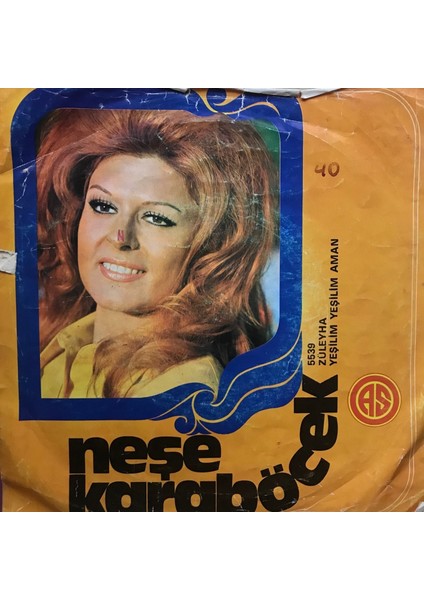 40
5539
ZÜLEYHA
YEŞİLİM YEŞİLİM AMAN
AS
neşe
karaböcek